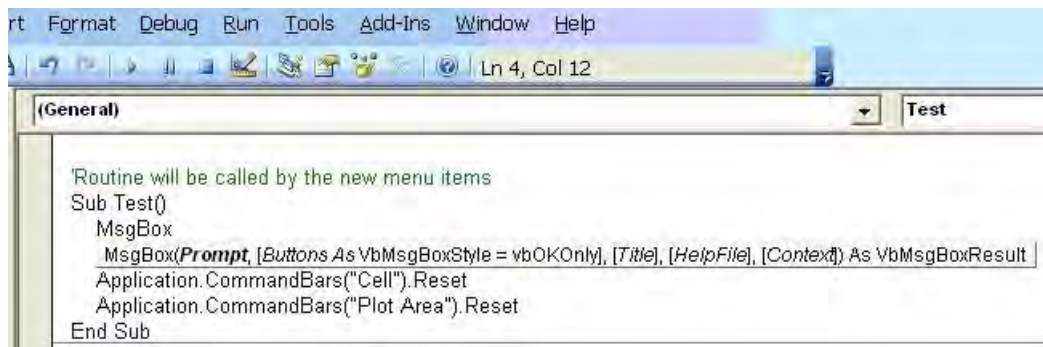 rt Format Debug Run Tools Add-Ins Window Help
Ln 4, Col 12
(General) Test
'Routine will be called by the new menu items
Sub Test()
MsgBox
MsgBox(Prompt, [Buttons As VbMsgBoxStyle = vbOKOnly], [Title], [HelpFile], [Context]) As VbMsgBoxResult
Application.CommandBars("Cell").Reset
Application.CommandBars("Plot Area").Reset
End Sub